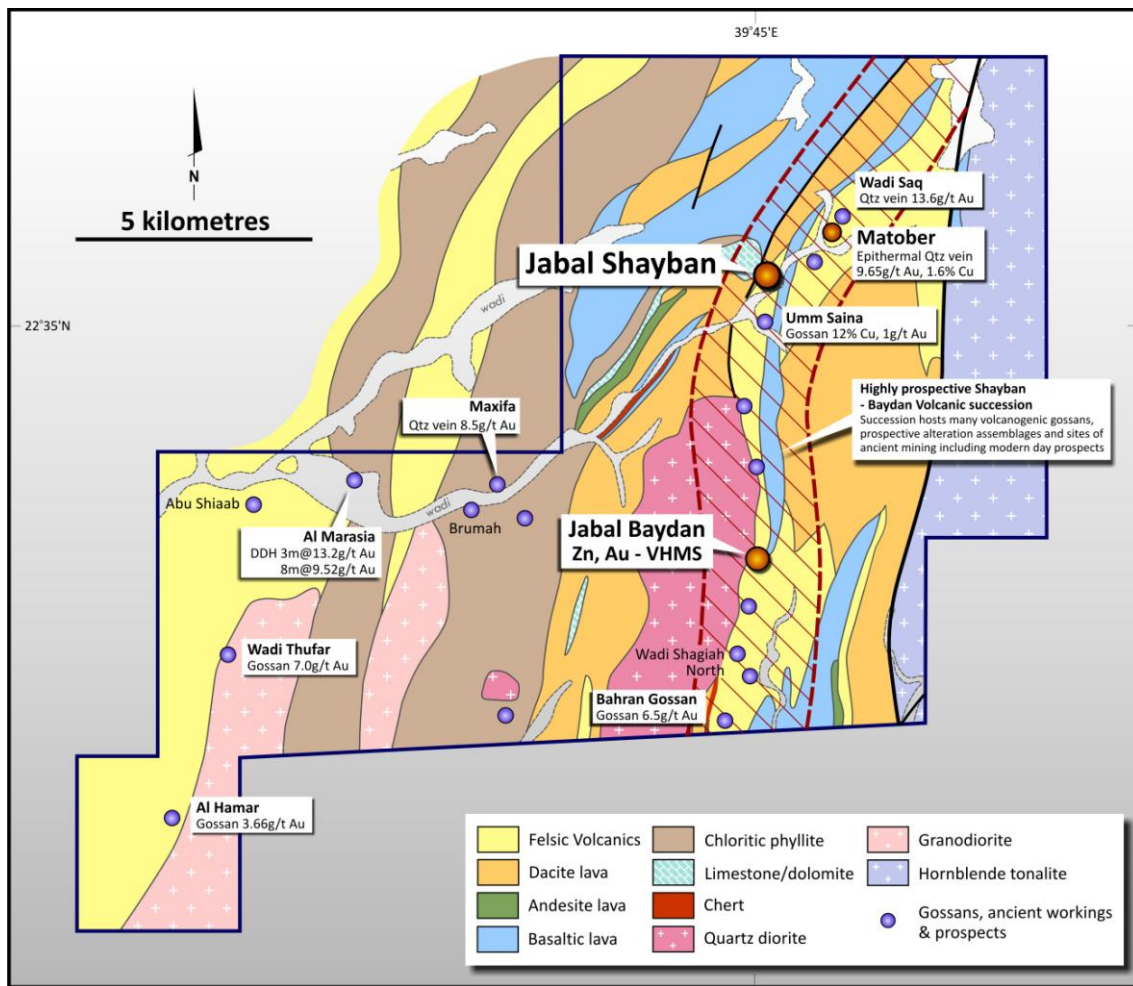 39°45'E
N
5 kilometres
22°35'N
Wadi Saq
Qtz vein 13.6g/t Au
Matober
Epithermal Qtz vein
9.65g/t Au, 1.6% Cu
Jabal Shayban
wadi
Umm Saina
Gossan 12% Cu, 1g/t Au
Highly prospective Shayban
- Baydan Volcanic succession
Succession hosts many volcanogenic gossans,
prospective alteration assemblages and sites of
ancient mining including modern day prospects
Maxifa
Qtz vein 8.5g/t Au
Abu Shiaab
wadi
Brumah
Al Marasia
DDH 3m@13.2g/t Au
8m@9.52g/t Au
Jabal Baydan
Zn, Au - VHMS
Wadi Thufar
Gossan 7.0g/t Au
Wadi Shagiah
North
Bahran Gossan
Gossan 6.5g/t Au
Al Hamar
Gossan 3.66g/t Au
Felsic Volcanics
Dacite lava
Andesite lava
Basaltic lava
Chloritic phyllite
Limestone/dolomite
Chert
Quartz diorite
Granodiorite
Hornblende tonalite
Gossans, ancient workings
& prospects